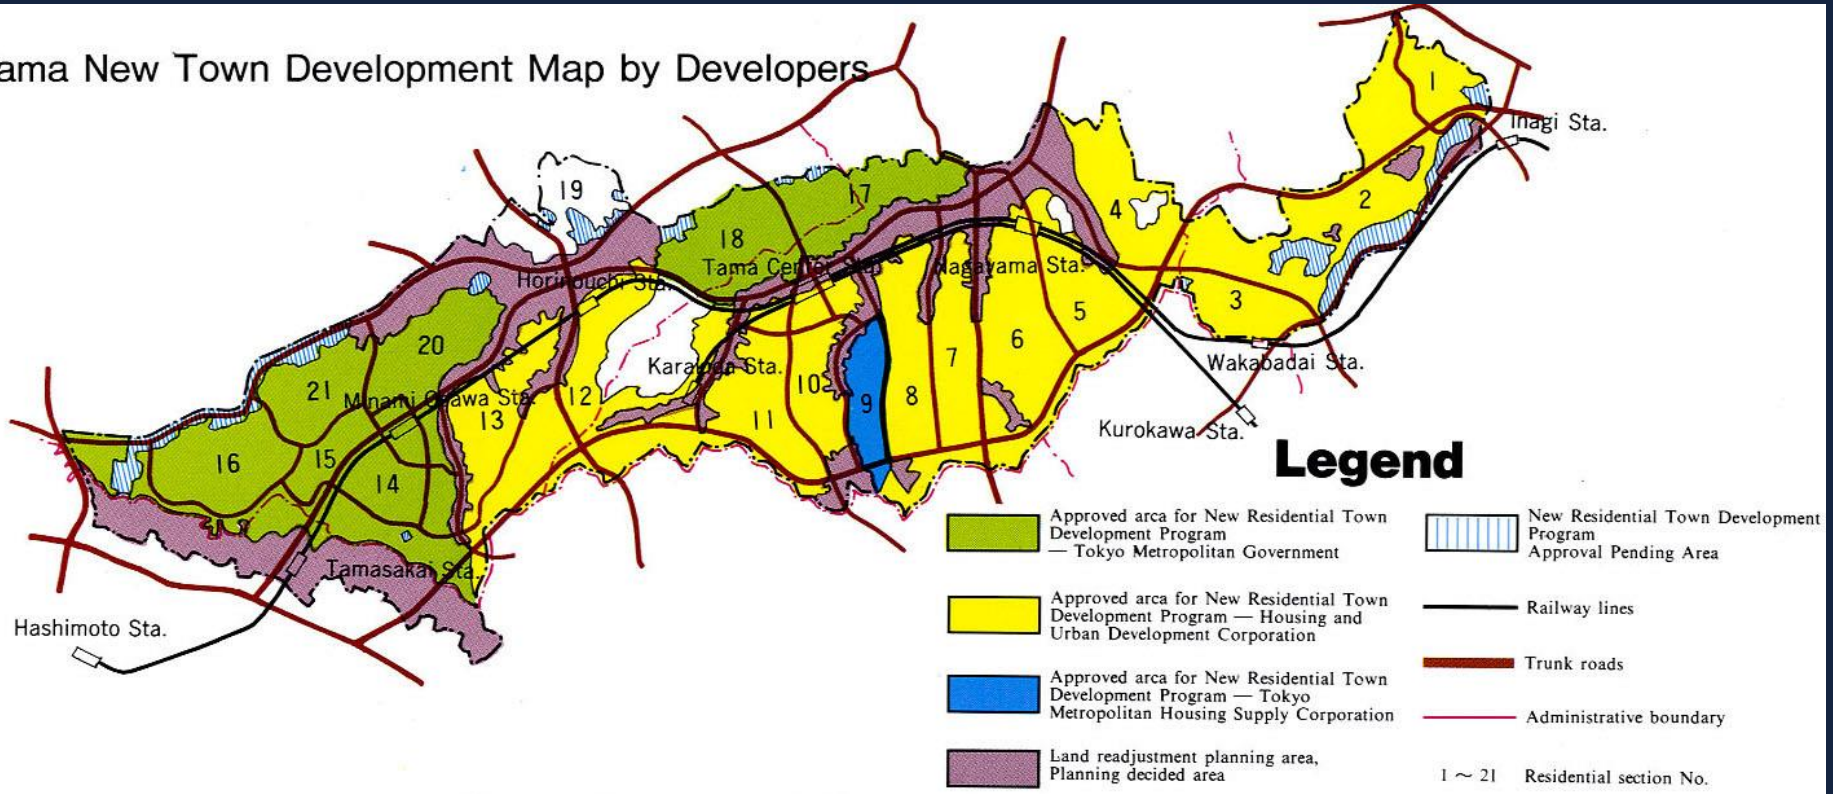 ama New Town Development Map by Developers
1
Inagi Sta.
19
17
2
4
18
Tama Center Sta.
Nagayama Sta.
Horinouchi Sta.
3
5
20
6
Wakabadai Sta.
7
Karakida Sta.
10
21
12
8
9
Minami Osawa Sta.
13
11
Kurokawa Sta.
16
15
14
Tamasakai Sta.
Hashimoto Sta.
Legend
Approved arca for New Residential Town
Development Program
— Tokyo Metropolitan Government
Approved arca for New Residential Town
Development Program — Housing and
Urban Development Corporation
Approved area for New Residential Town
Development Program — Tokyo
Metropolitan Housing Supply Corporation
Land readjustment planning area,
Planning decided area
New Residential Town Development
Program
Approval Pending Area
Railway lines
Trunk roads
Administrative boundary
1 ~ 21 Residential section No.